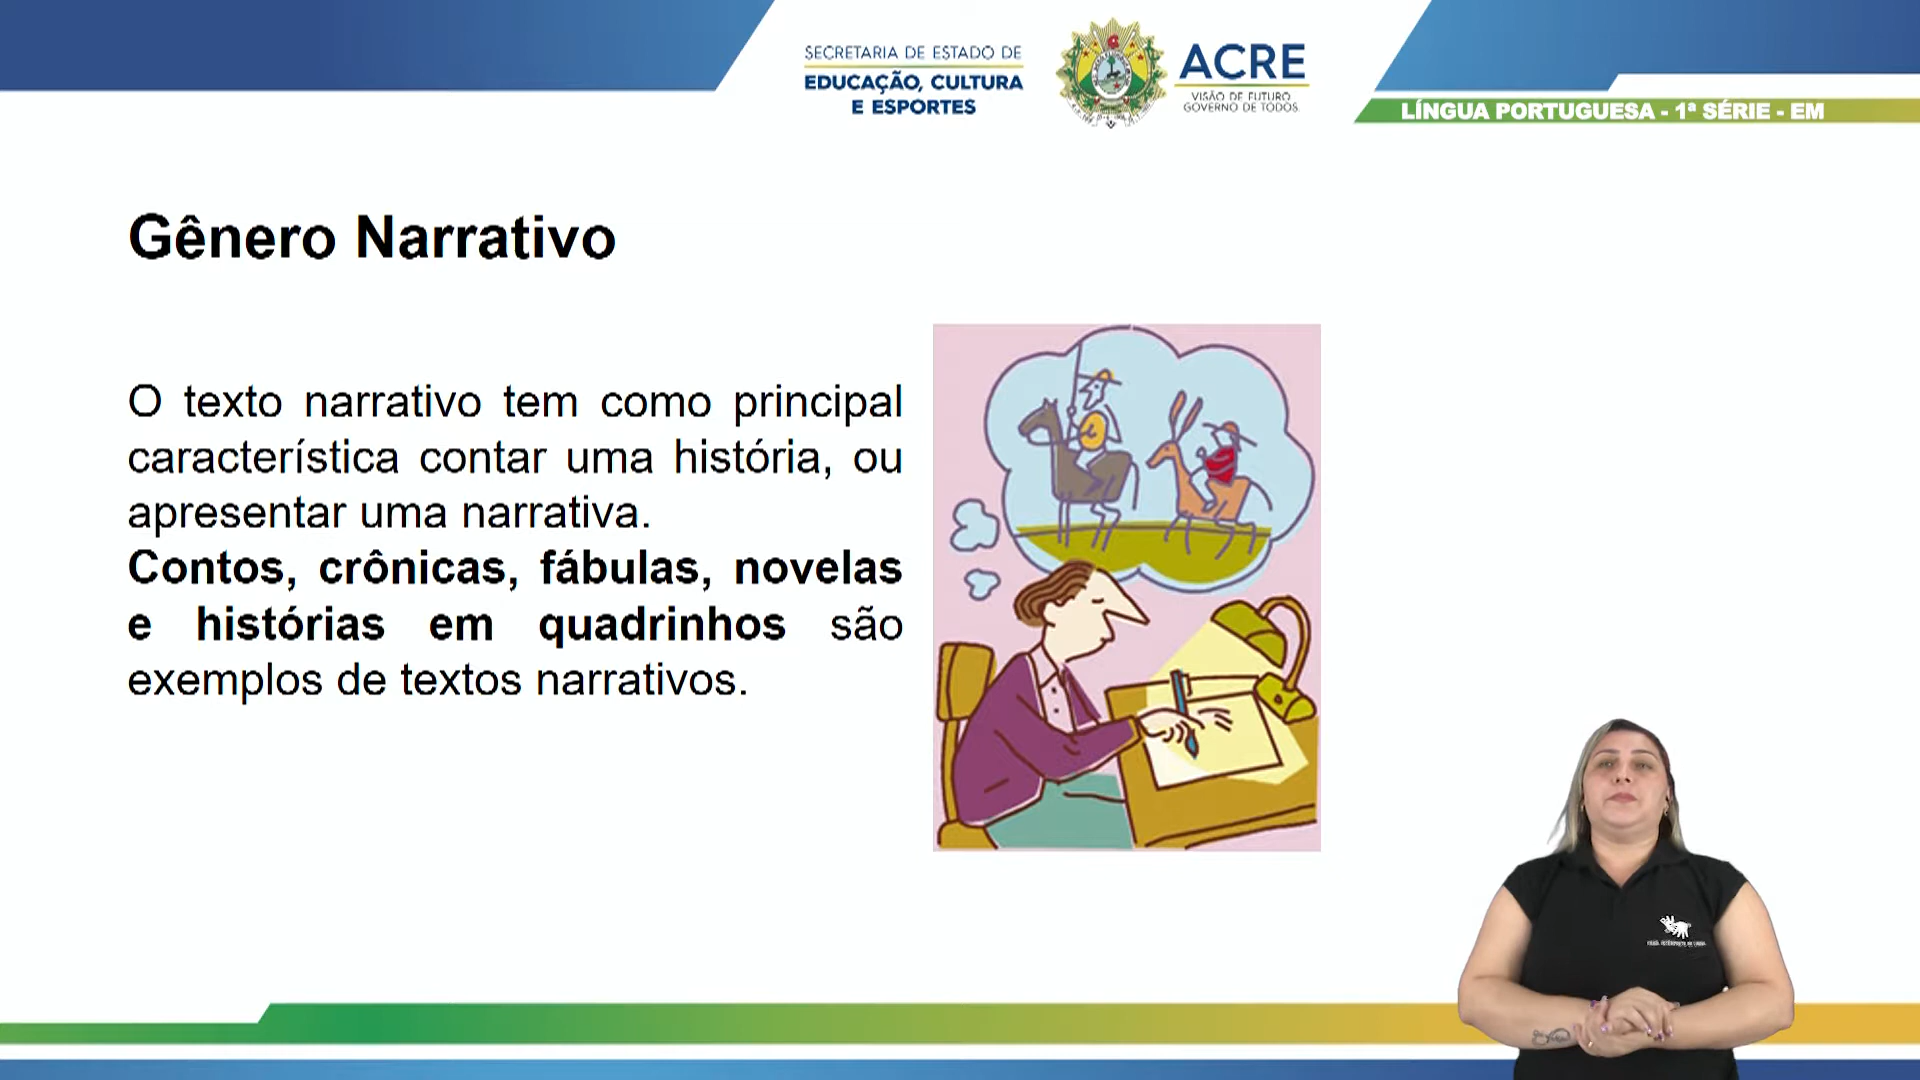 SECRETARIA DE ESTADO DE
EDUCAÇÃO, CULTURA
E ESPORTES
ACRE
VISÃO DE FUTURO
GOVERNO DE TODOS
LÍNGUA PORTUGUESA - 1ª SÉRIE - EM
Gênero Narrativo
O texto narrativo tem como principal
característica contar uma história, ou
apresentar uma narrativa.
Contos, crônicas, fábulas, novelas
e histórias em quadrinhos são
exemplos de textos narrativos.